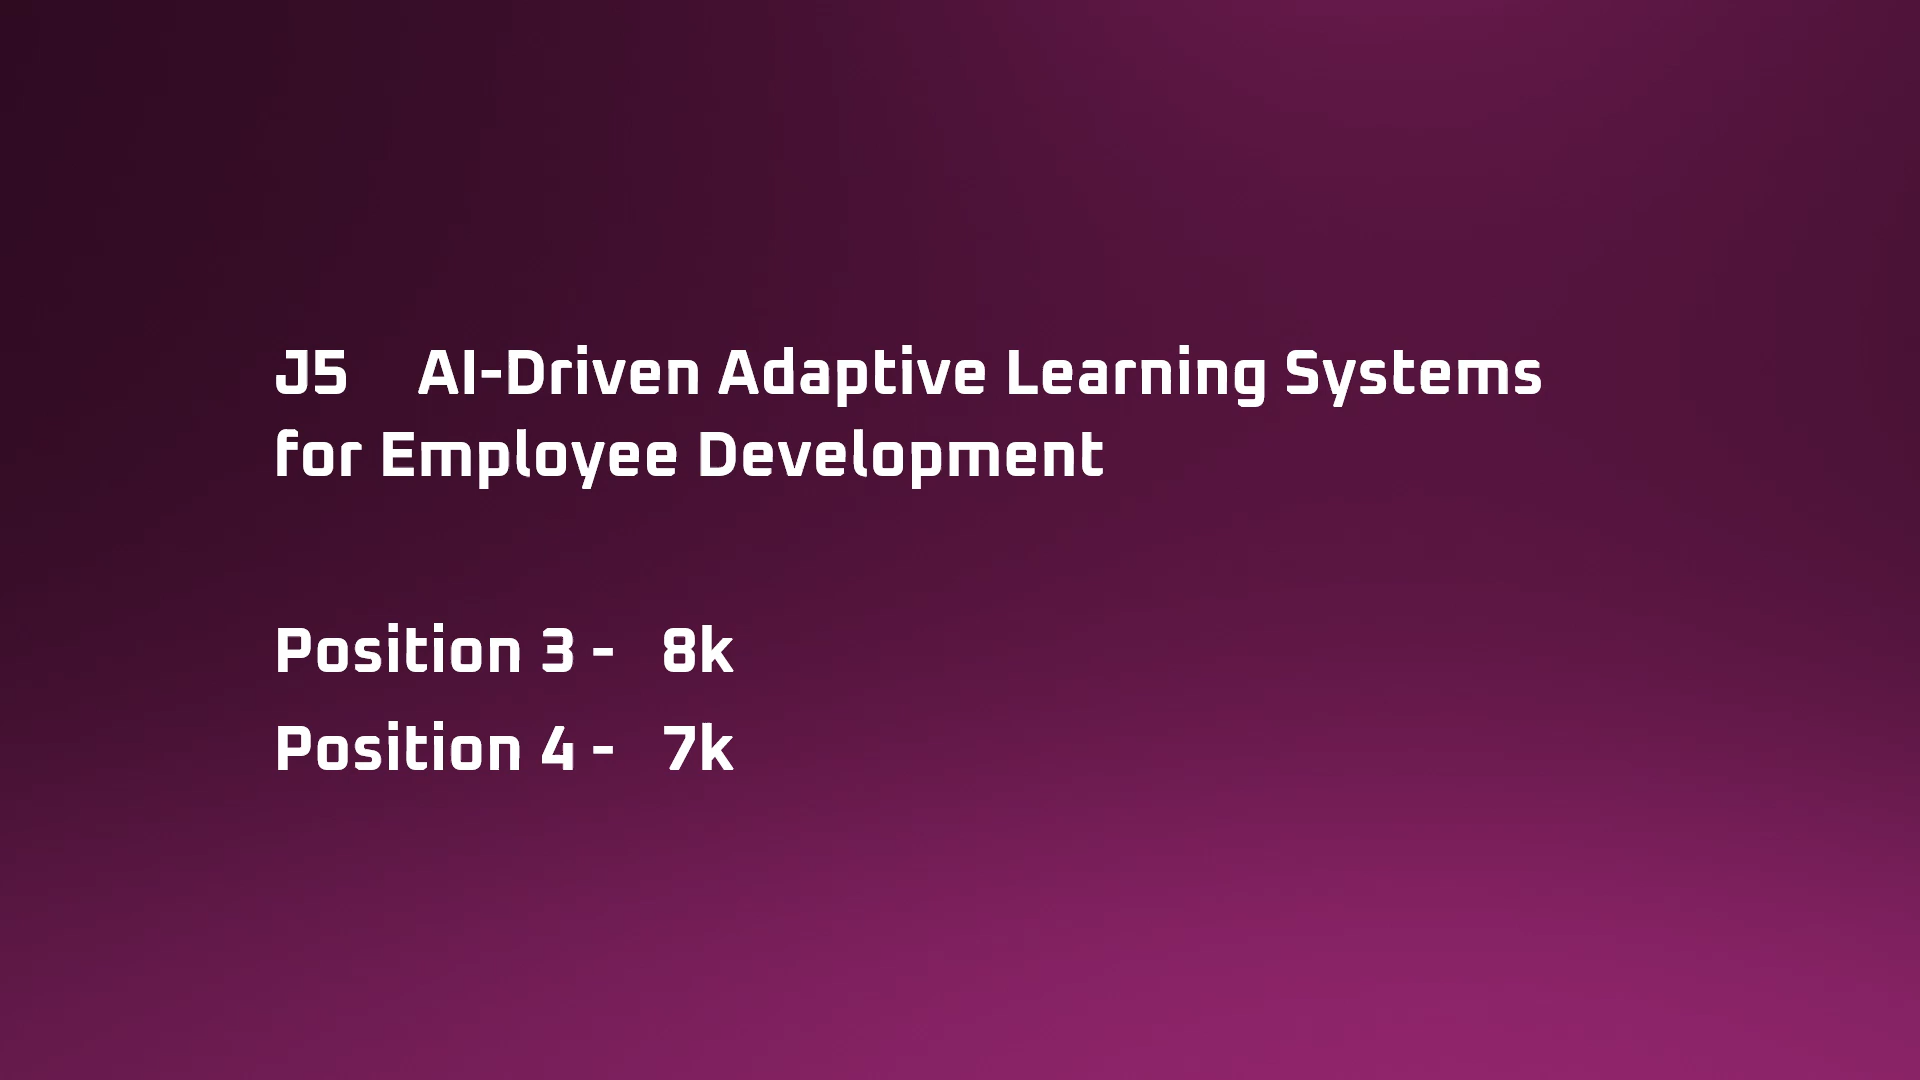 J5 AI-Driven Adaptive Learning Systems
for Employee Development
Position 3 - 8k
Position 4 - 7k